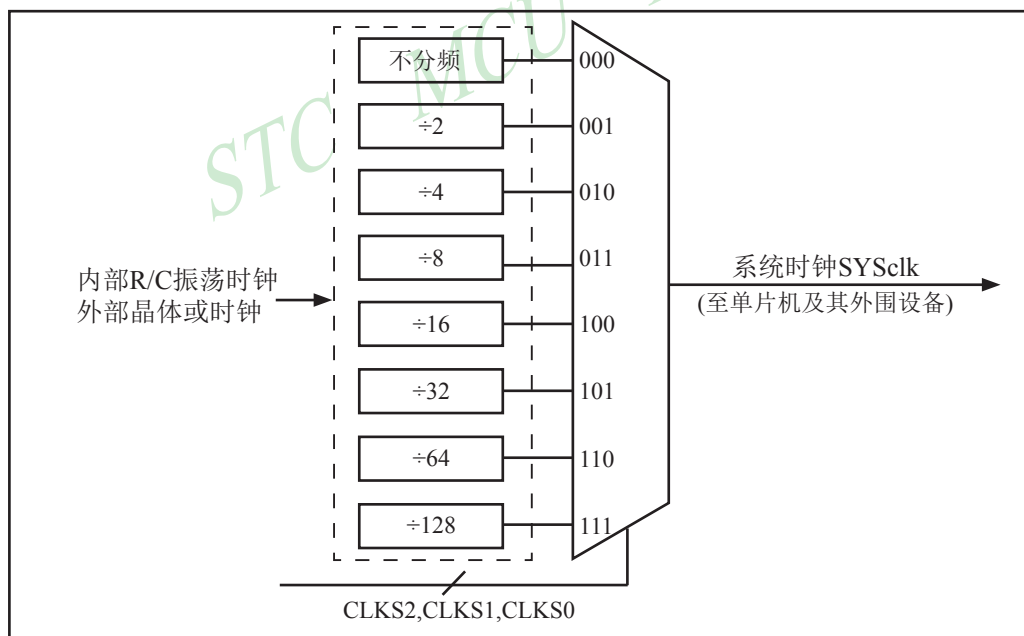 STC MCU
不分频
000
÷2
001
÷4
010
÷8
011
÷16
100
÷32
101
÷64
110
÷128
111
内部R/C振荡时钟
外部晶体或时钟
系统时钟SYSclk
(至单片机及其外围设备)
CLKS2,CLKS1,CLKS0